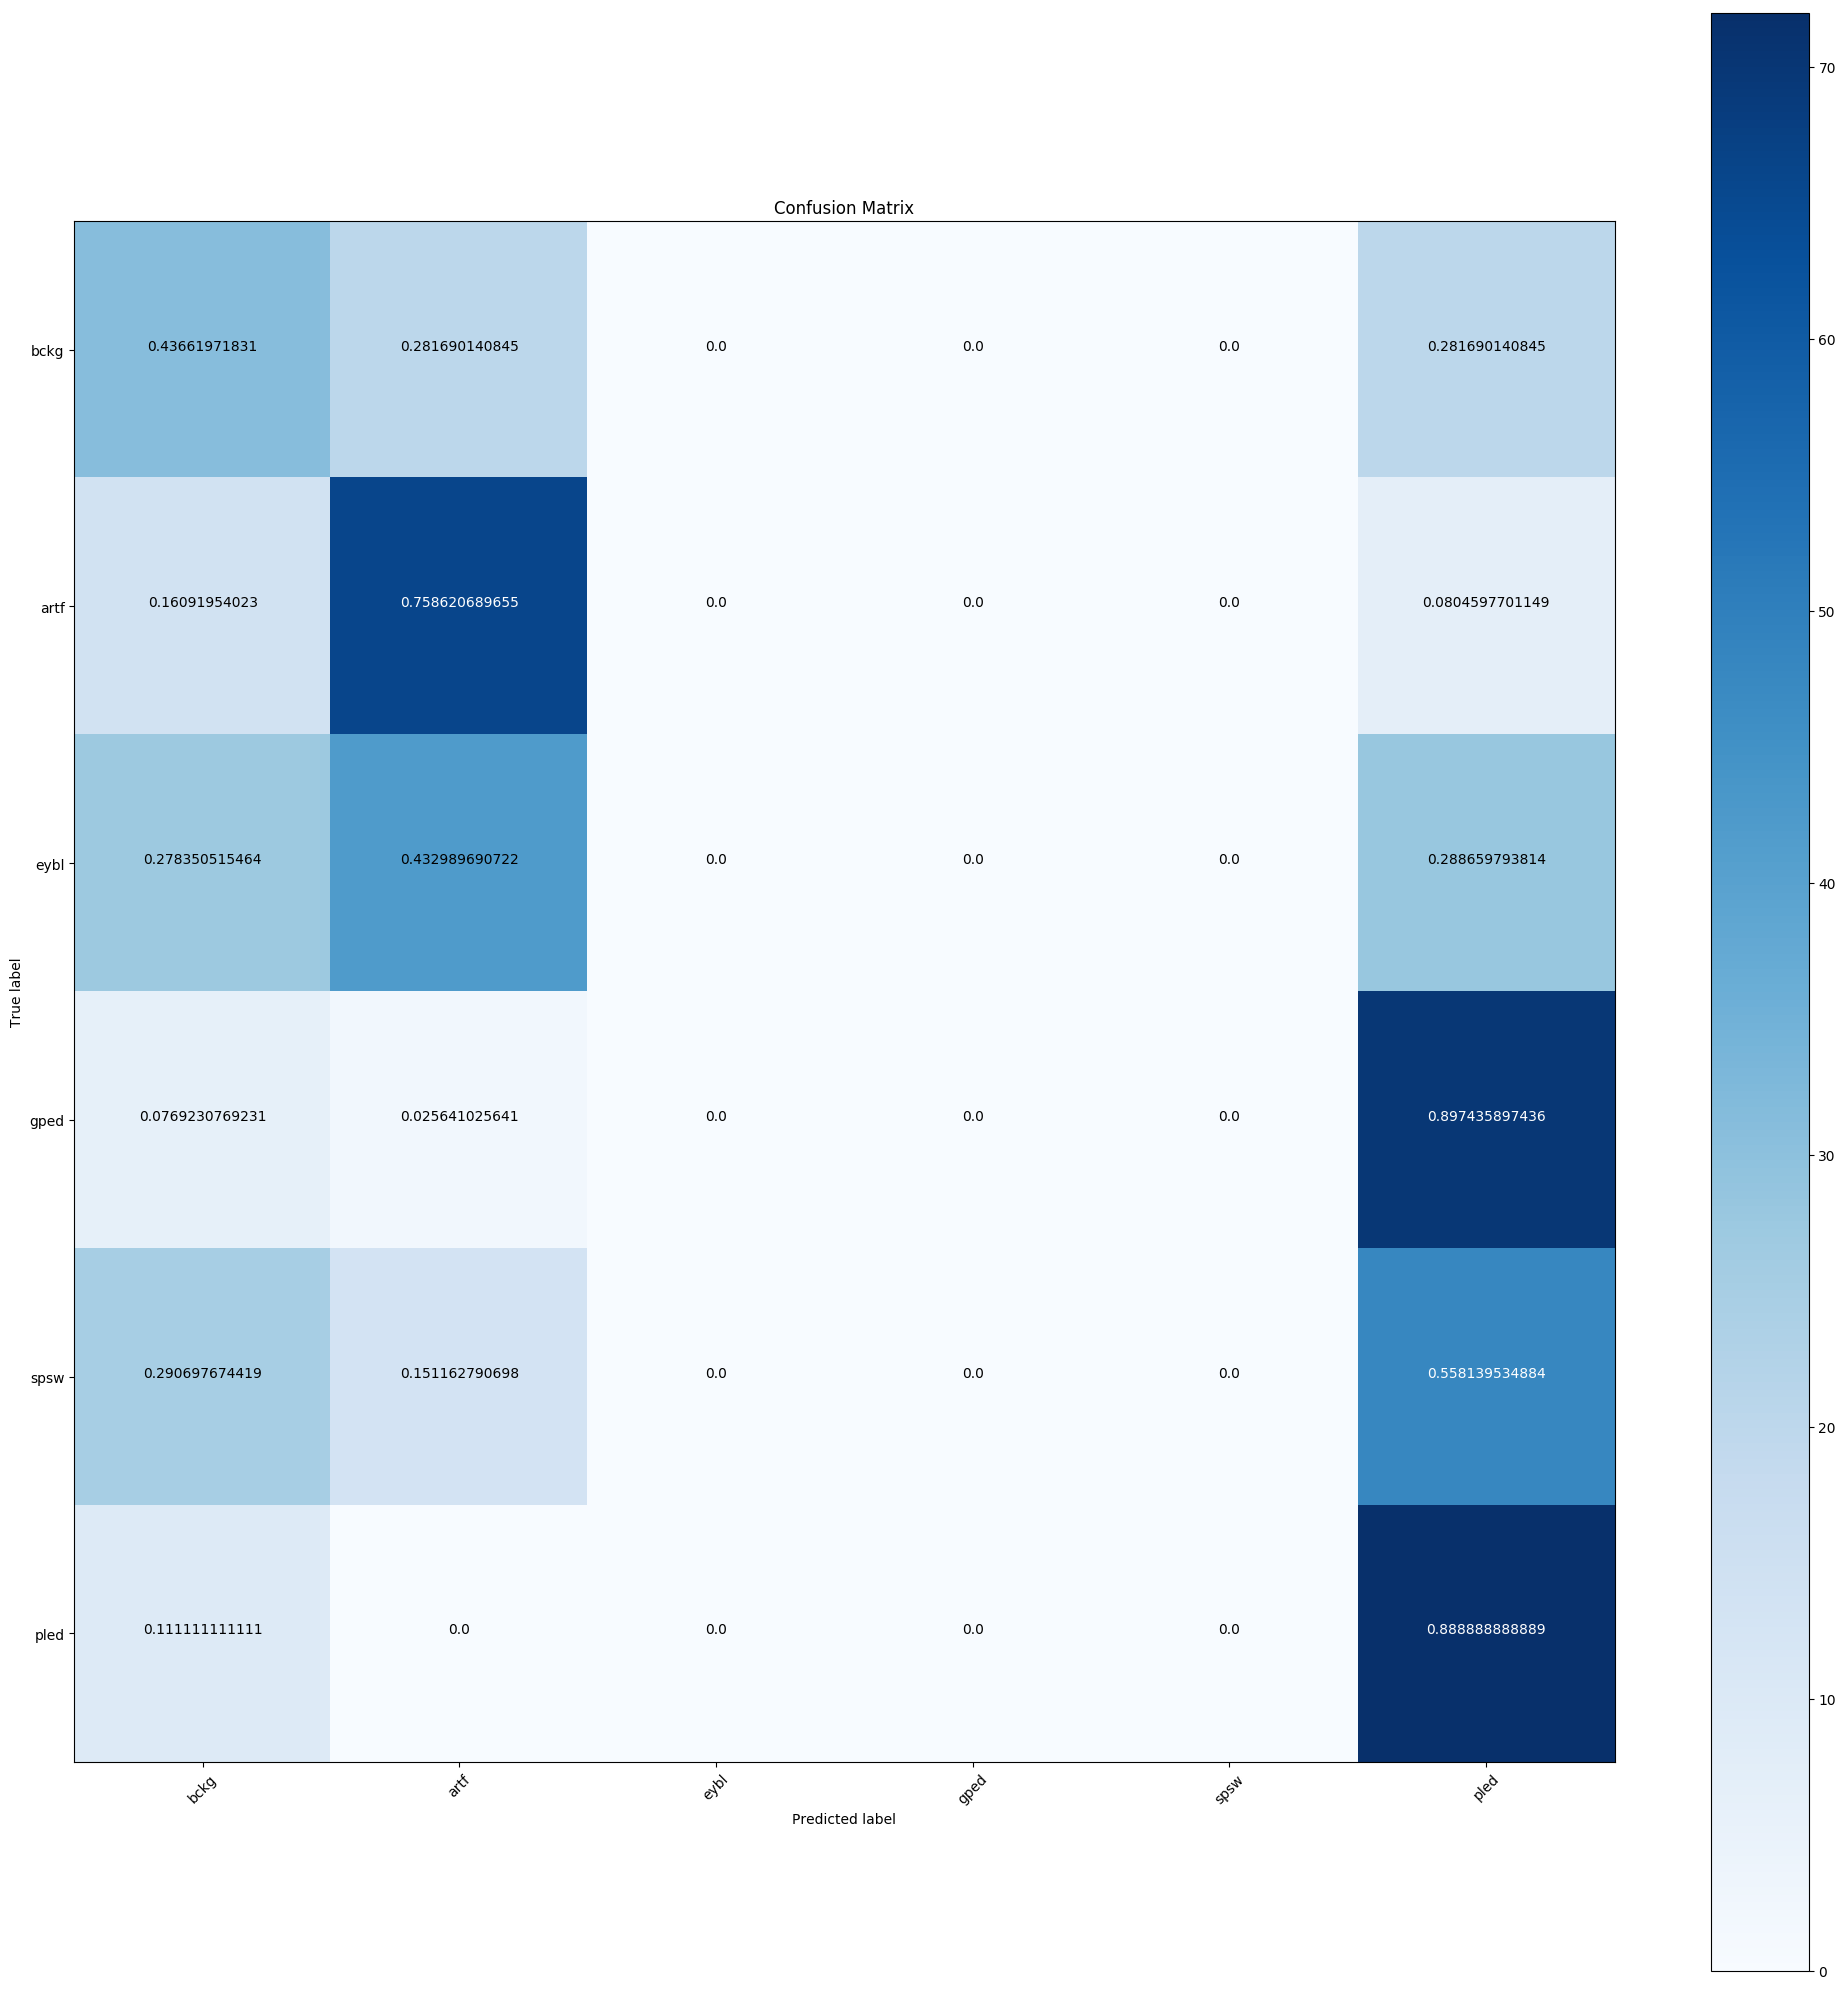 Confusion Matrix
bckg 0.43661971831 0.281690140845 0.0 0.0 0.0 0.281690140845
artf 0.16091954023 0.758620689655 0.0 0.0 0.0 0.0804597701149
eybl 0.278350515464 0.432989690722 0.0 0.0 0.0 0.288659793814
gped 0.0769230769231 0.025641025641 0.0 0.0 0.0 0.897435897436
spsw 0.290697674419 0.151162790698 0.0 0.0 0.0 0.558139534884
pled 0.111111111111 0.0 0.0 0.0 0.0 0.888888888889
True label
bckg artf eybl gped spsw pled
Predicted label
70
60
50
40
30
20
10
0